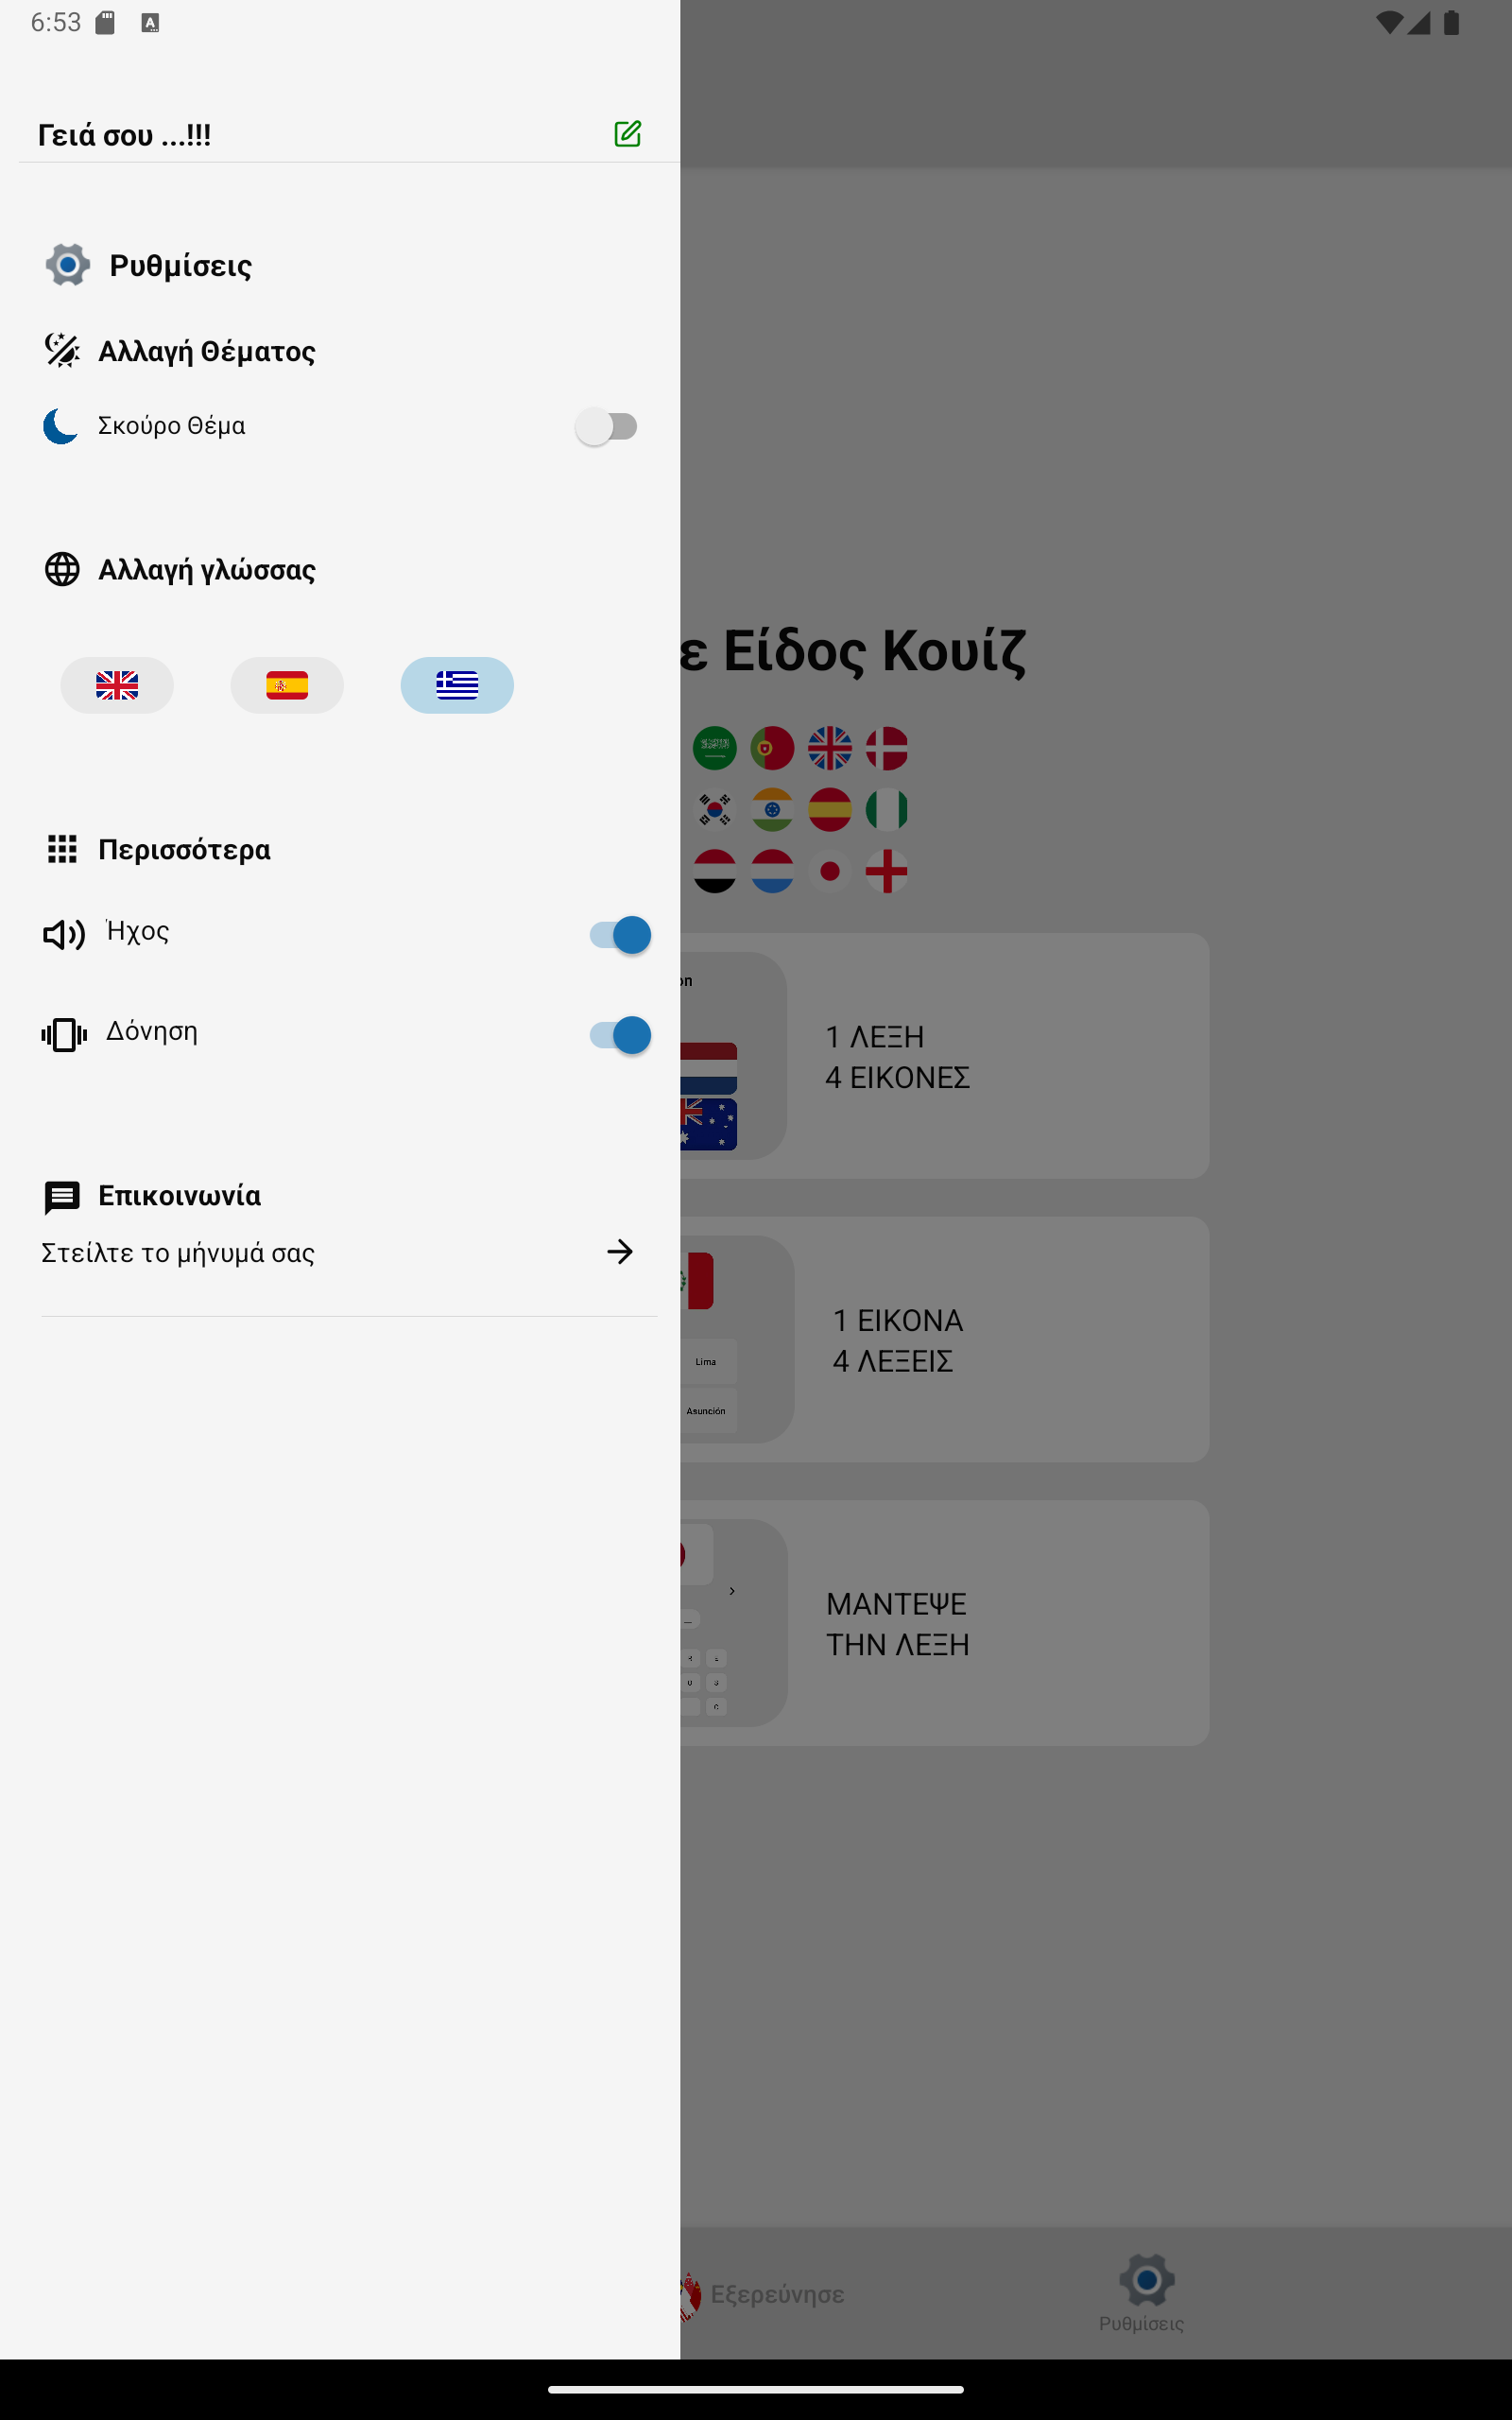 6:53
Γειά σου ...!!!
Ρυθμίσεις
Αλλαγή Θέματος
Σκούρο Θέμα
Αλλαγή γλώσσας
ε Είδος Κουίζ
Περισσότερα
Ήχος
Δόνηση
1 ΛΕΞΗ
4 ΕΙΚΟΝΕΣ
Επικοινωνία
Στείλτε το μήνυμά σας
1 ΕΙΚΟΝΑ
4 ΛΕΞΕΙΣ
Lima
Asunción
ΜΑΝΤΕΨΕ
ΤΗΝ ΛΕΞΗ
Εξερεύνησε
Ρυθμίσεις